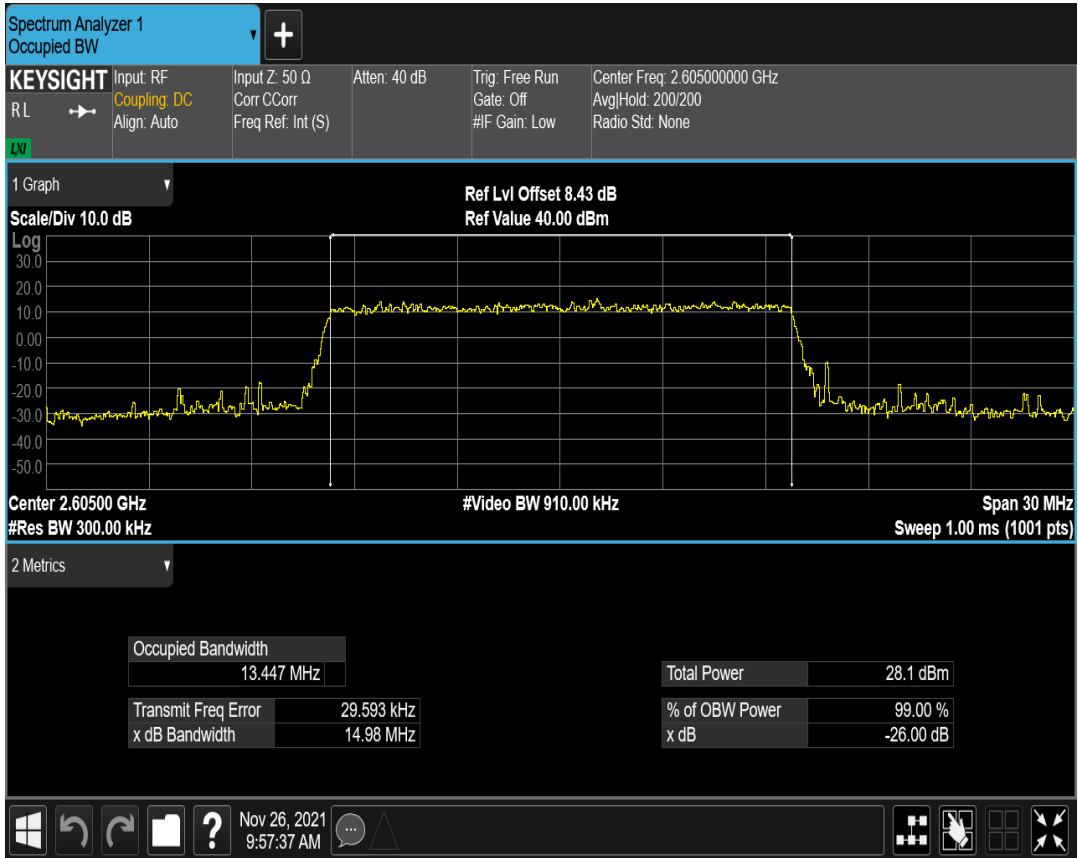 Spectrum Analyzer 1
Occupied BW
+
KEYSIGHT
R L
LXI
Input: RF
Coupling: DC
Align: Auto
Input Z: 50 Ω
Corr CCorr
Freq Ref: Int (S)
Atten: 40 dB
Trig: Free Run
Gate: Off
#IF Gain: Low
Center Freq: 2.605000000 GHz
Avg|Hold: 200/200
Radio Std: None
1 Graph
Scale/Div 10.0 dB
Ref Lvl Offset 8.43 dB
Ref Value 40.00 dBm
Log
30.0
20.0
10.0
0.00
-10.0
-20.0
-30.0
-40.0
-50.0
Center 2.60500 GHz
#Video BW 910.00 kHz
Span 30 MHz
#Res BW 300.00 kHz
Sweep 1.00 ms (1001 pts)
2 Metrics
Occupied Bandwidth
13.447 MHz
Total Power 28.1 dBm
Transmit Freq Error 29.593 kHz
% of OBW Power 99.00 %
x dB Bandwidth 14.98 MHz
x dB -26.00 dB
?
Nov 26, 2021
9:57:37 AM